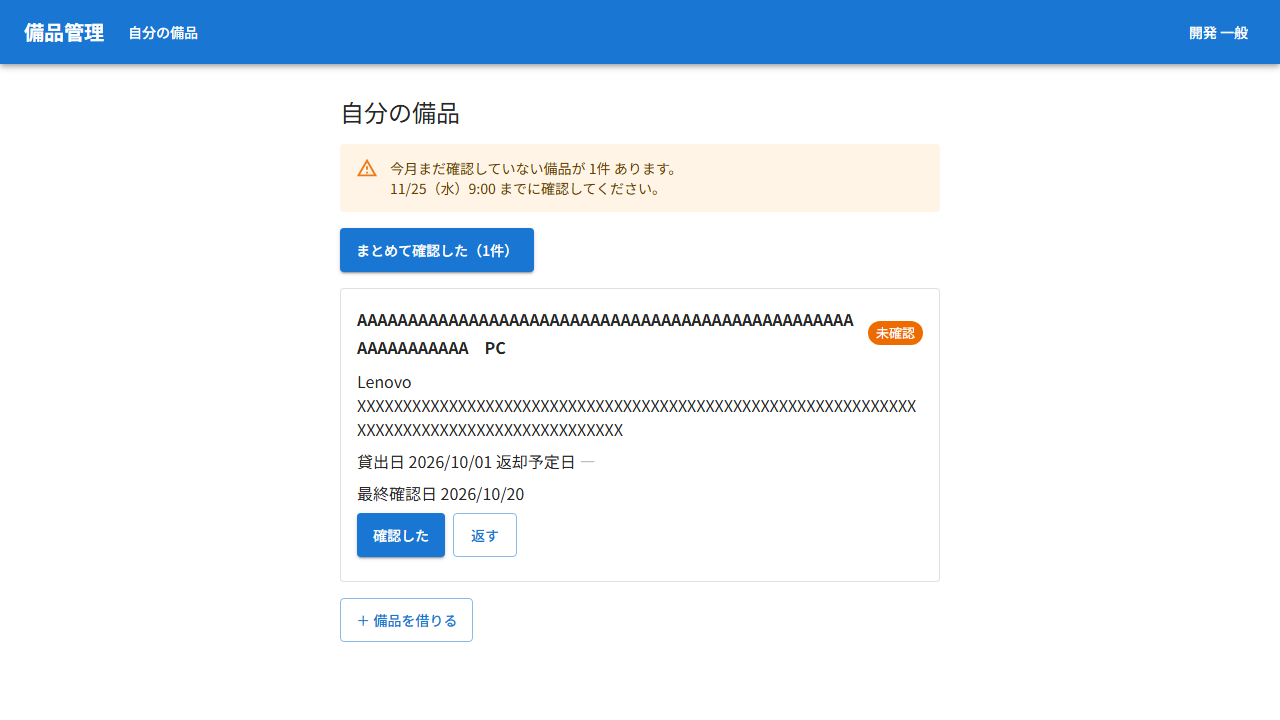 備品管理 自分の備品 開発 一般
自分の備品
今月まだ確認していない備品が 1件 あります。
11/25（水）9:00 までに確認してください。
まとめて確認した（1件）
AAAAAAAAAAAAAAAAAAAAAAAAAAAAAAAAAAAAAAAAAAAAAAAAA
AAAAAAAAAAA　PC
未確認
Lenovo
XXXXXXXXXXXXXXXXXXXXXXXXXXXXXXXXXXXXXXXXXXXXXXXXXXXXXXXXXXXXX
XXXXXXXXXXXXXXXXXXXXXXXXXXXXX
貸出日 2026/10/01 返却予定日 —
最終確認日 2026/10/20
確認した 返す
＋ 備品を借りる